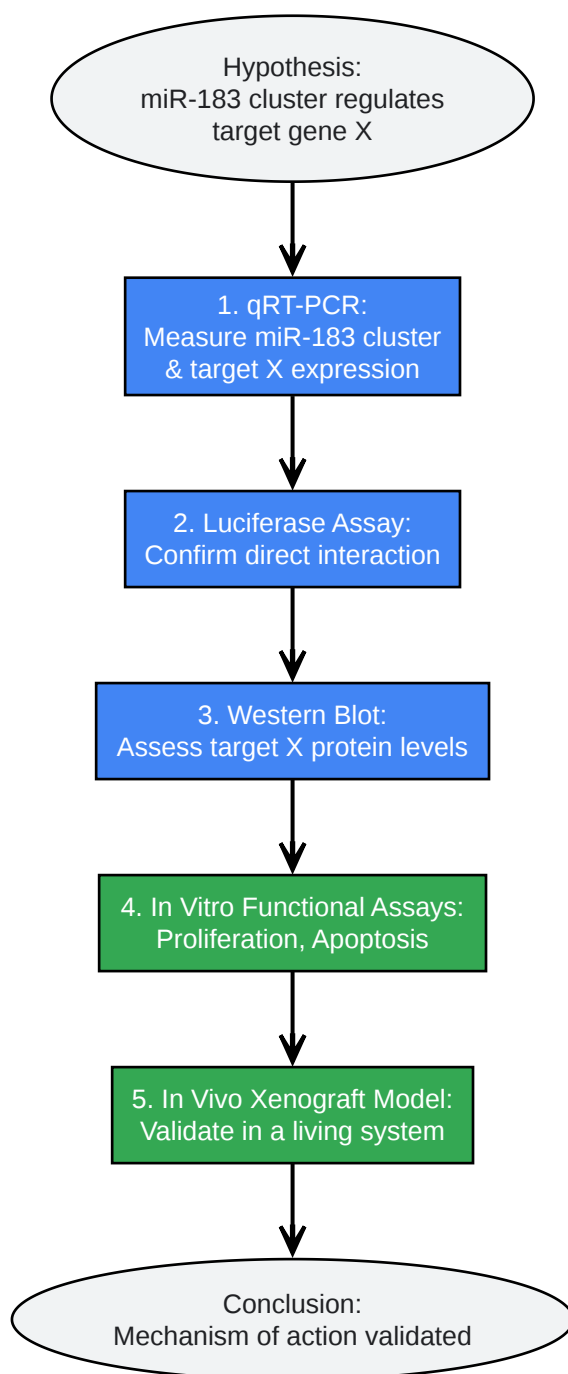 Hypothesis:
miR-183 cluster regulates
target gene X
1. qRT-PCR:
Measure miR-183 cluster
& target X expression
2. Luciferase Assay:
Confirm direct interaction
3. Western Blot:
Assess target X protein levels
4. In Vitro Functional Assays:
Proliferation, Apoptosis
5. In Vivo Xenograft Model:
Validate in a living system
Conclusion:
Mechanism of action validated